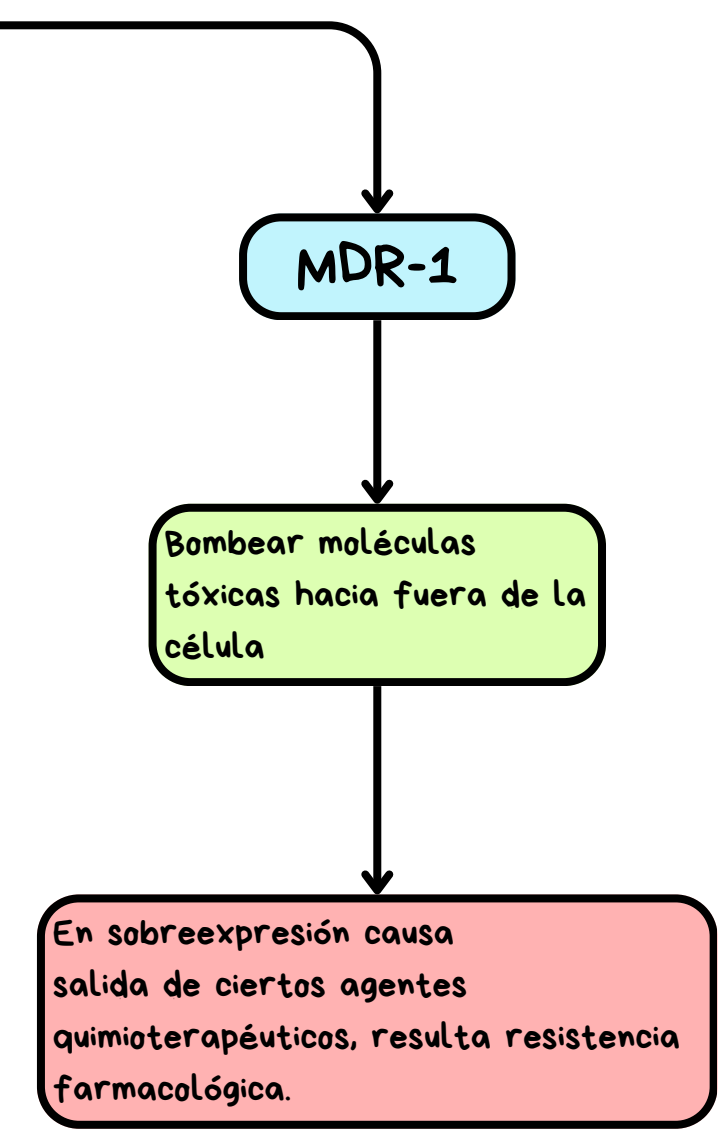 MDR-1
Bombear moléculas
tóxicas hacia fuera de la
célula
En sobreexpresión causa
salida de ciertos agentes
quimioterapéuticos, resulta resistencia
farmacológica.